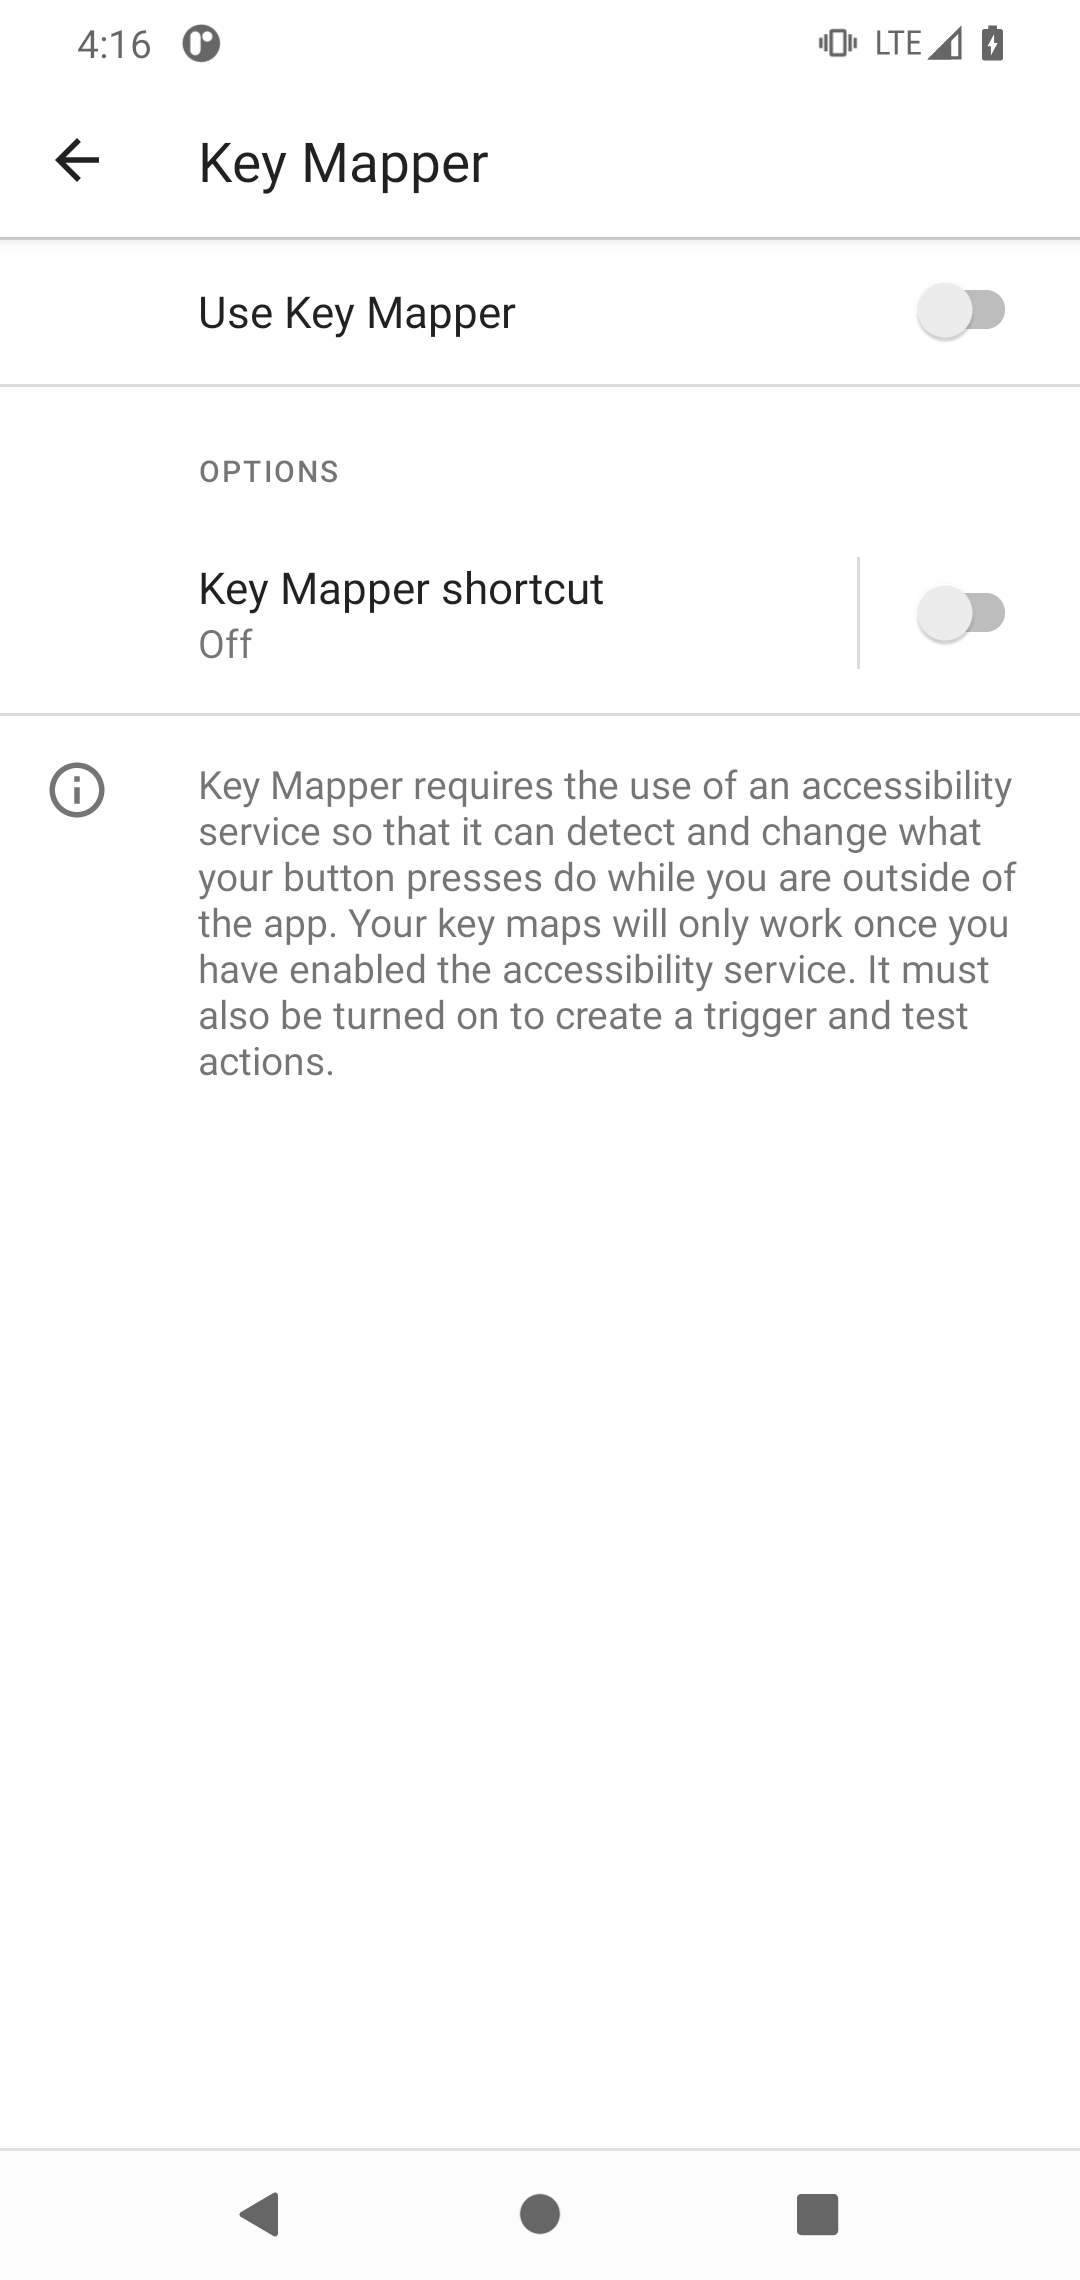 4:16 LTE
Key Mapper
Use Key Mapper
OPTIONS
Key Mapper shortcut
Off
Key Mapper requires the use of an accessibility
service so that it can detect and change what
your button presses do while you are outside of
the app. Your key maps will only work once you
have enabled the accessibility service. It must
also be turned on to create a trigger and test
actions.